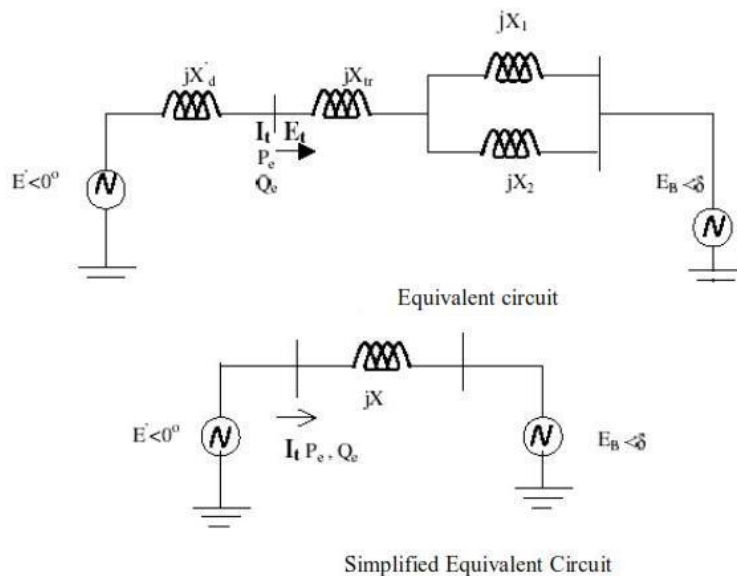 jX₁
jX'd
jXtr
It Et
Pe
Qe
E'<0°
jX₂
EB<δ
Equivalent circuit
jX
E'<0°
It Pe , Qe
EB<δ
Simplified Equivalent Circuit